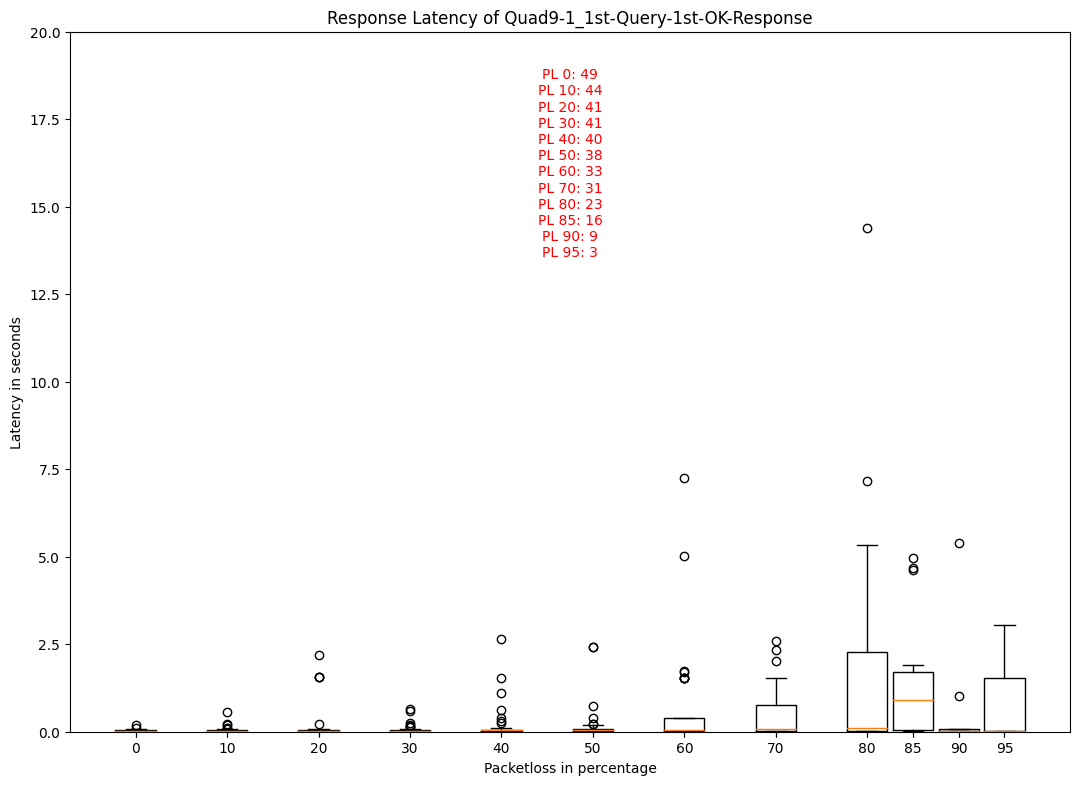 Response Latency of Quad9-1_1st-Query-1st-OK-Response
20.0
17.5
15.0
12.5
10.0
7.5
5.0
2.5
0.0
Latency in seconds
PL 0: 49
PL 10: 44
PL 20: 41
PL 30: 41
PL 40: 40
PL 50: 38
PL 60: 33
PL 70: 31
PL 80: 23
PL 85: 16
PL 90: 9
PL 95: 3
0 10 20 30 40 50 60 70 80 85 90 95
Packetloss in percentage